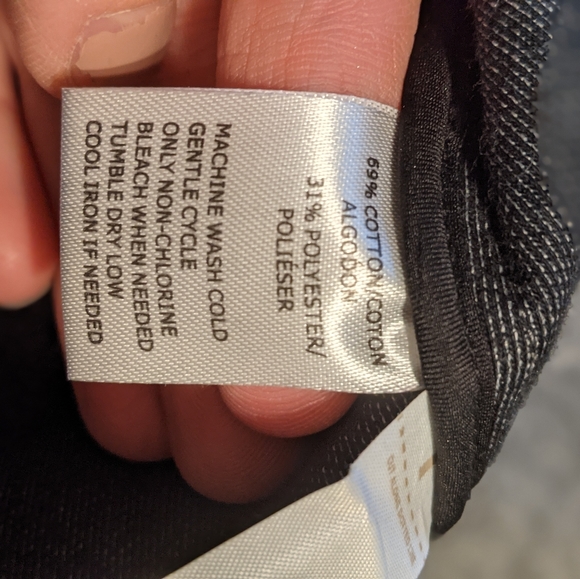 69% COTTON/COTON
ALGODON
31% POLYESTER/
POLIÉSER
MACHINE WASH COLD
GENTLE CYCLE
ONLY NON-CHLORINE
BLEACH WHEN NEEDED
TUMBLE DRY LOW
COOL IRON IF NEEDED